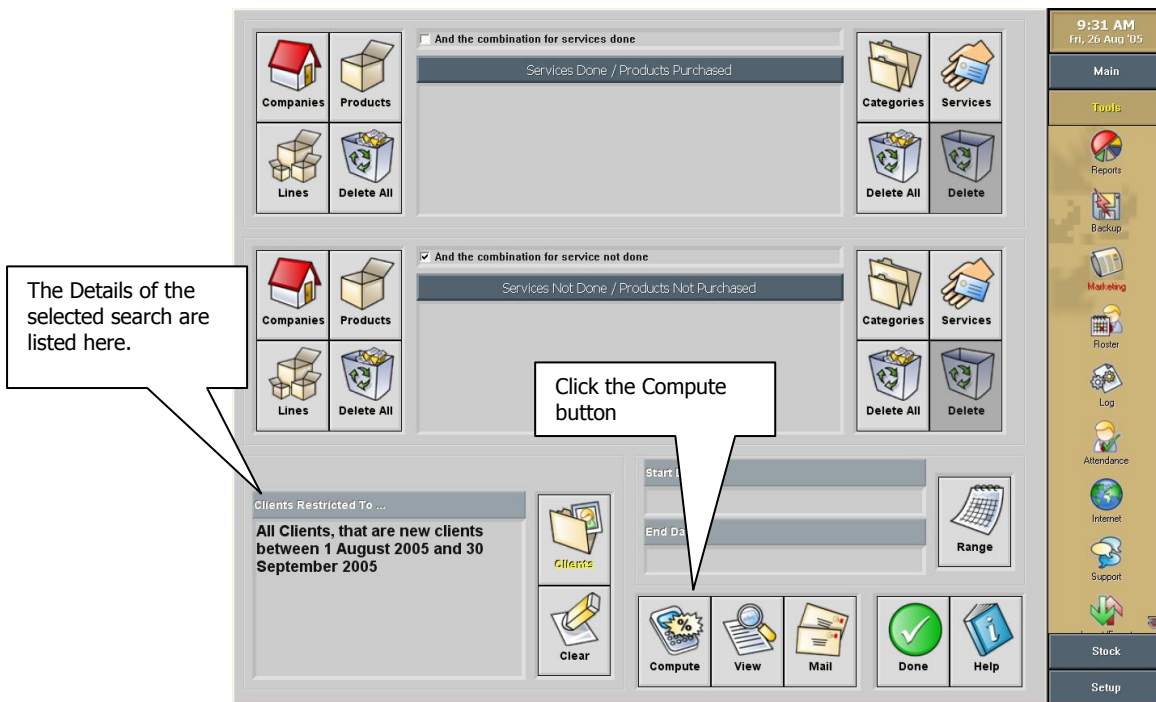 9:31 AM
Fri, 26 Aug '05
Main
Tools
Reports
Backup
Marketing
Roster
Log
Attendance
Internet
Support
Stock
Setup
And the combination for services done
Services Done / Products Purchased
Companies
Products
Lines
Delete All
Categories
Services
Delete All
Delete
And the combination for service not done
Services Not Done / Products Not Purchased
Companies
Products
Lines
Delete All
Categories
Services
Delete All
Delete
The Details of the
selected search are
listed here.
Click the Compute
button
Clients Restricted To ...
All Clients, that are new clients
between 1 August 2005 and 30
September 2005
Clients
Clear
Start
End Da
Range
Compute
View
Mail
Done
Help